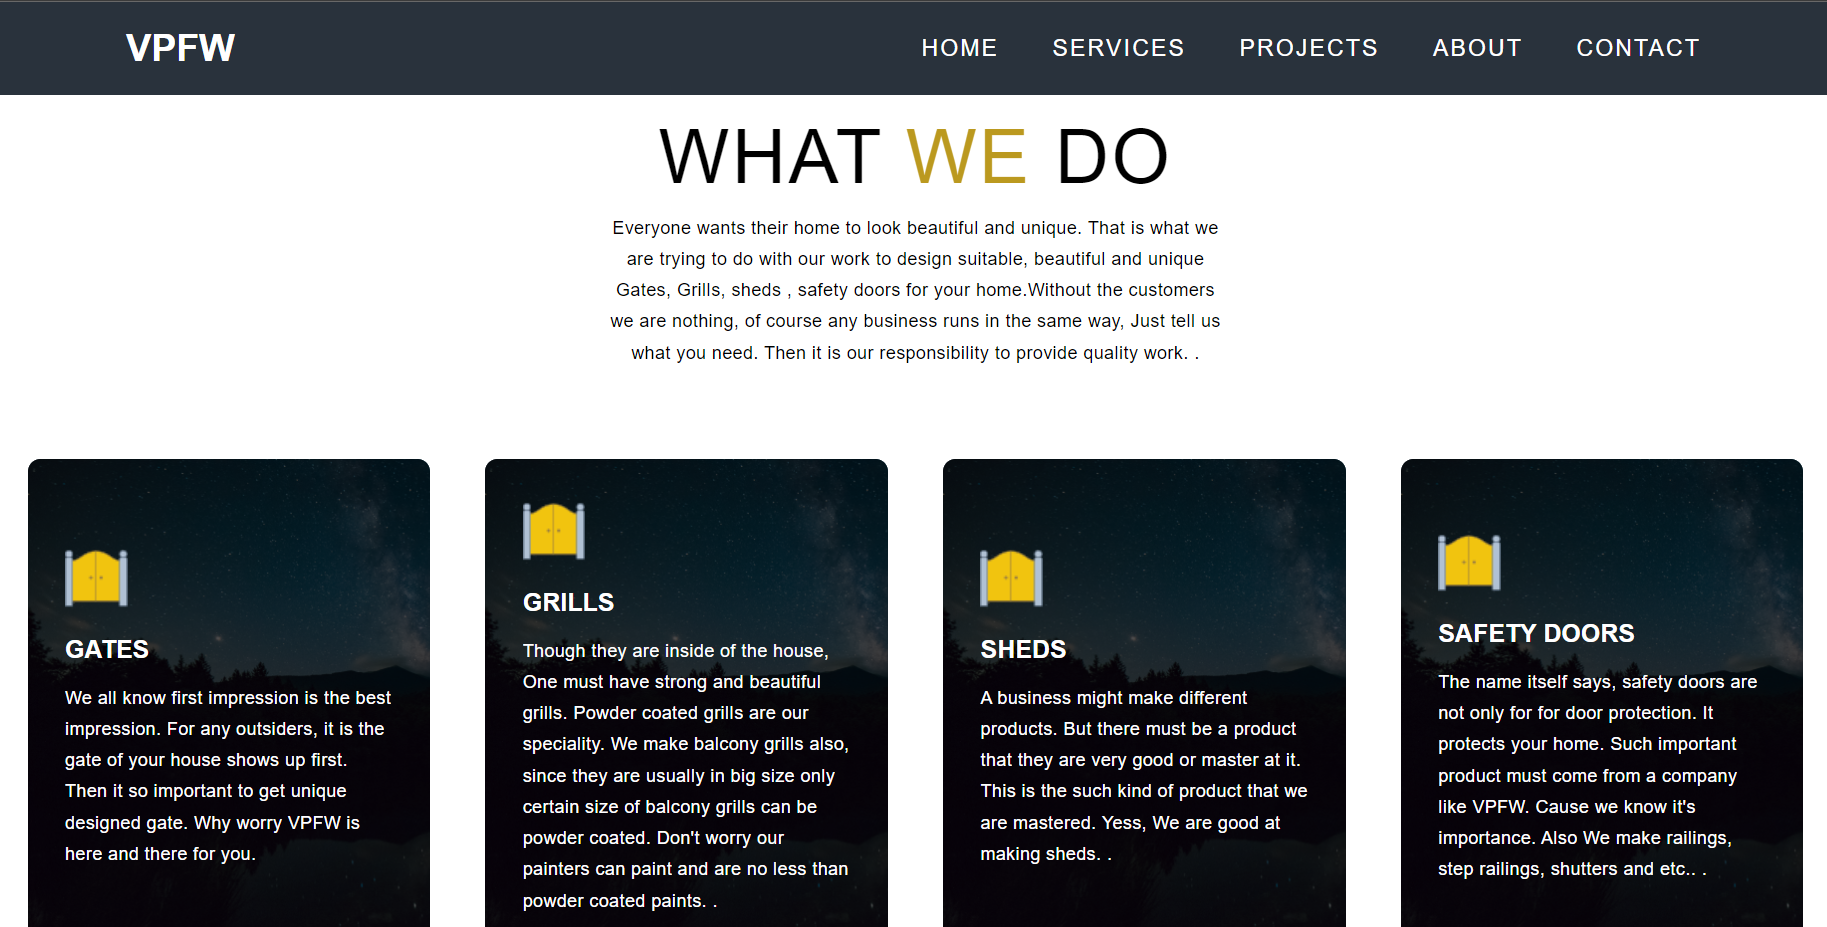 VPFW
HOME SERVICES PROJECTS ABOUT CONTACT
WHAT WE DO
Everyone wants their home to look beautiful and unique. That is what we
are trying to do with our work to design suitable, beautiful and unique
Gates, Grills, sheds , safety doors for your home.Without the customers
we are nothing, of course any business runs in the same way, Just tell us
what you need. Then it is our responsibility to provide quality work. .
GATES
We all know first impression is the best
impression. For any outsiders, it is the
gate of your house shows up first.
Then it so important to get unique
designed gate. Why worry VPFW is
here and there for you.
GRILLS
Though they are inside of the house,
One must have strong and beautiful
grills. Powder coated grills are our
speciality. We make balcony grills also,
since they are usually in big size only
certain size of balcony grills can be
powder coated. Don't worry our
painters can paint and are no less than
powder coated paints. .
SHEDS
A business might make different
products. But there must be a product
that they are very good or master at it.
This is the such kind of product that we
are mastered. Yess, We are good at
making sheds. .
SAFETY DOORS
The name itself says, safety doors are
not only for for door protection. It
protects your home. Such important
product must come from a company
like VPFW. Cause we know it's
importance. Also We make railings,
step railings, shutters and etc.. .